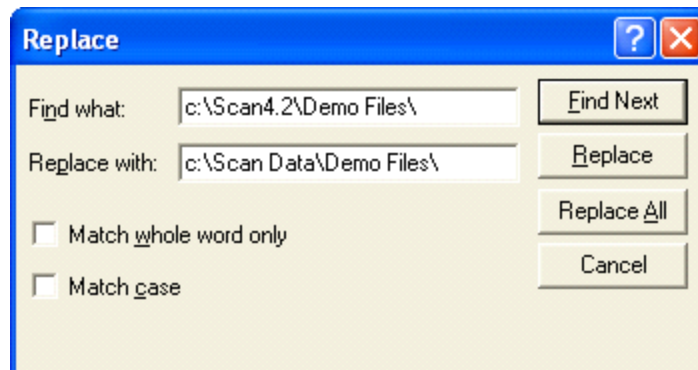 Replace
?
Find what: c:\Scan4.2\Demo Files\ Find Next
Replace with: c:\Scan Data\Demo Files\ Replace
Replace All
Match whole word only
Cancel
Match case